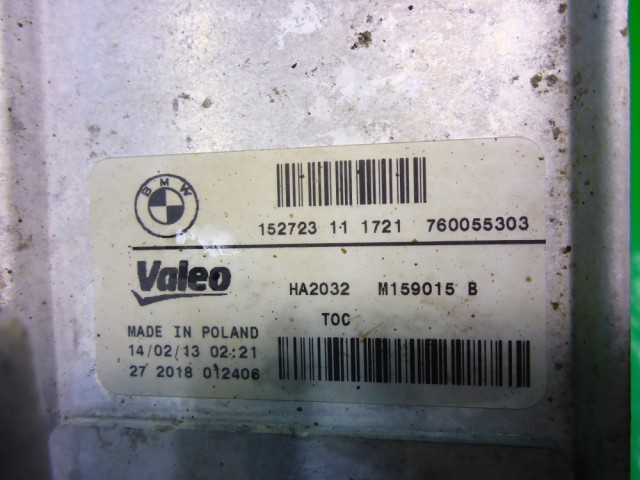 BMW
152723 11 1721 760055303
Valeo
HA2032 M159015 B
TOC
MADE IN POLAND
14/02/13 02:21
27 2018 012406